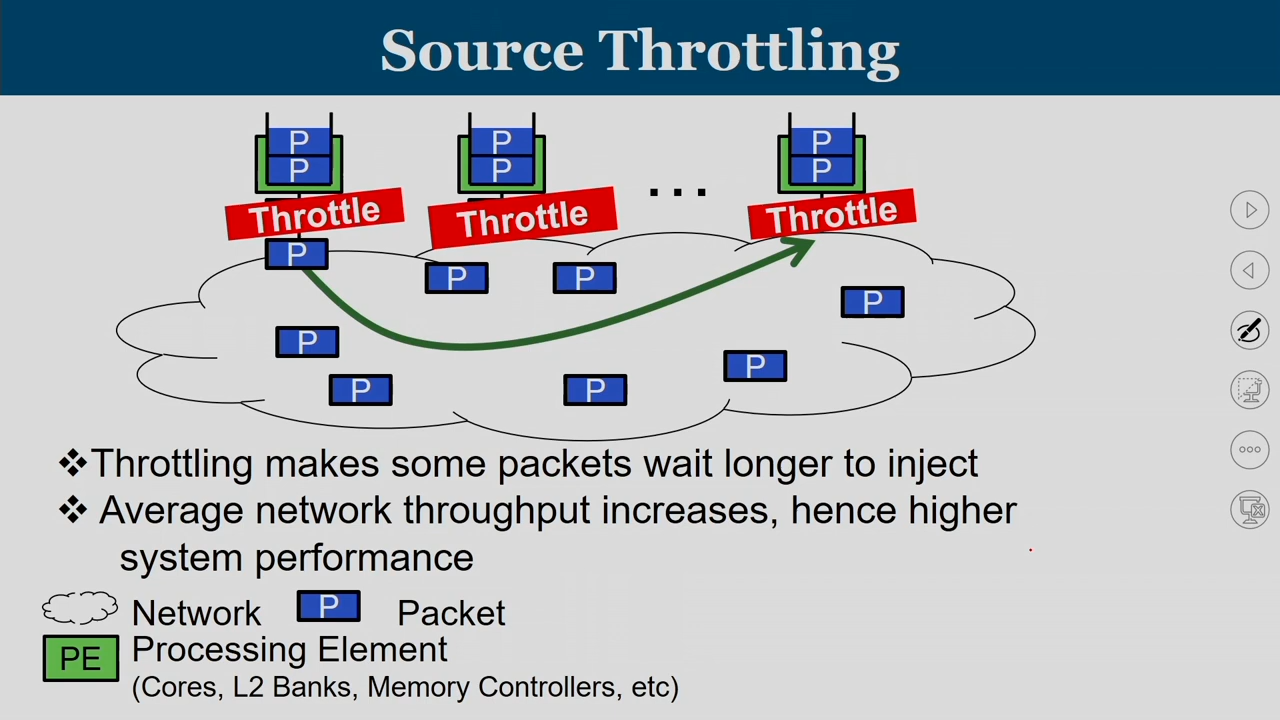 Source Throttling
P P P
P P P
Throttle Throttle ... Throttle
P
P P
P
P
P
P P
❖Throttling makes some packets wait longer to inject
❖ Average network throughput increases, hence higher
system performance
Network P Packet
PE Processing Element
(Cores, L2 Banks, Memory Controllers, etc)